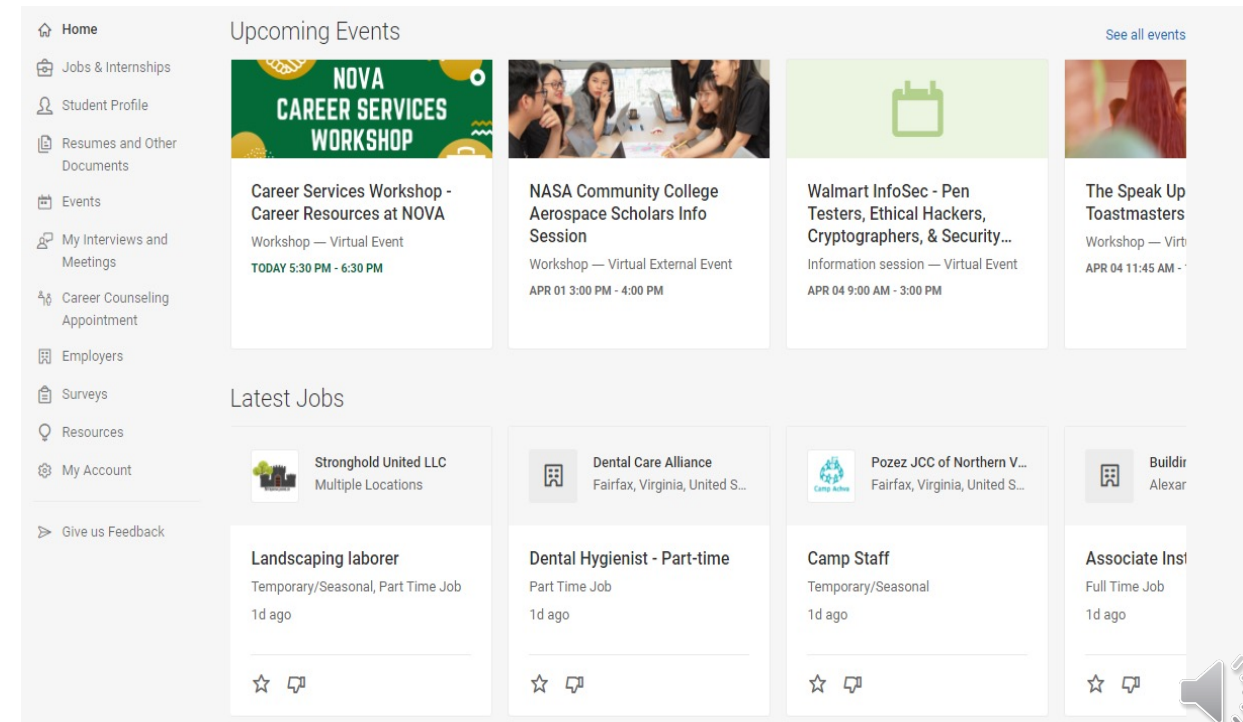 Home
Jobs & Internships
Student Profile
Resumes and Other
Documents
Events
My Interviews and
Meetings
Career Counseling
Appointment
Employers
Surveys
Resources
My Account
Give us Feedback
Upcoming Events
See all events
NOVA
CAREER SERVICES
WORKSHOP
Career Services Workshop -
Career Resources at NOVA
Workshop — Virtual Event
TODAY 5:30 PM - 6:30 PM
NASA Community College
Aerospace Scholars Info
Session
Workshop — Virtual External Event
APR 01 3:00 PM - 4:00 PM
Walmart InfoSec - Pen
Testers, Ethical Hackers,
Cryptographers, & Security...
Information session — Virtual Event
APR 04 9:00 AM - 3:00 PM
The Speak Up
Toastmasters
Workshop —
APR 04 11:45 AM -
Latest Jobs
Stronghold United LLC
Multiple Locations
Landscaping laborer
Temporary/Seasonal, Part Time Job
1d ago
Dental Care Alliance
Fairfax, Virginia, United S...
Dental Hygienist - Part-time
Part Time Job
1d ago
Camp Achva
Pozez JCC of Northern V...
Fairfax, Virginia, United S...
Camp Staff
Temporary/Seasonal
1d ago
Associate
Full Time Job
1d ago